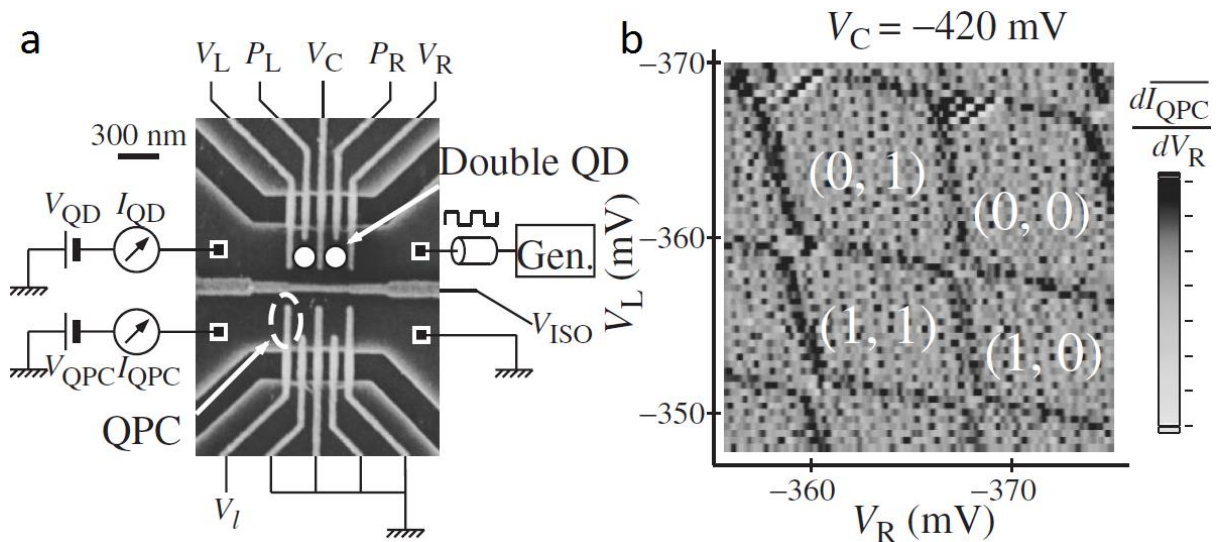 a
V_L P_L V_C P_R V_R
300 nm
Double QD
V_QD I_QD
Gen.
V_ISO
V_QPC I_QPC
QPC
V_l
b
V_C = −420 mV
−370
−360
−350
V_L (mV)
(0, 1)
(0, 0)
(1, 1)
(1, 0)
−360
−370
V_R (mV)
dI_QPC
dV_R